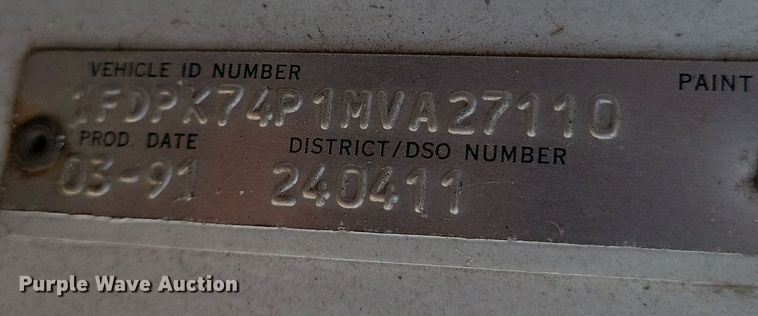 VEHICLE ID NUMBER
PAINT
1FDPK74P1MVA27110
PROD. DATE
DISTRICT/DSO NUMBER
03-91
240411
Purple Wave Auction®